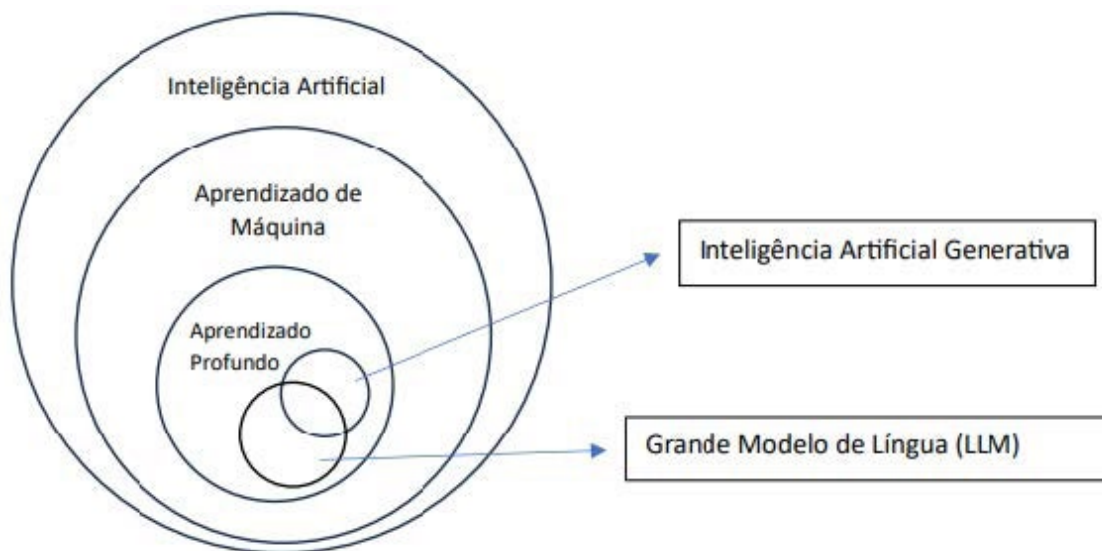 Inteligência Artificial
Aprendizado de
Máquina
Inteligência Artificial Generativa
Aprendizado
Profundo
Grande Modelo de Língua (LLM)